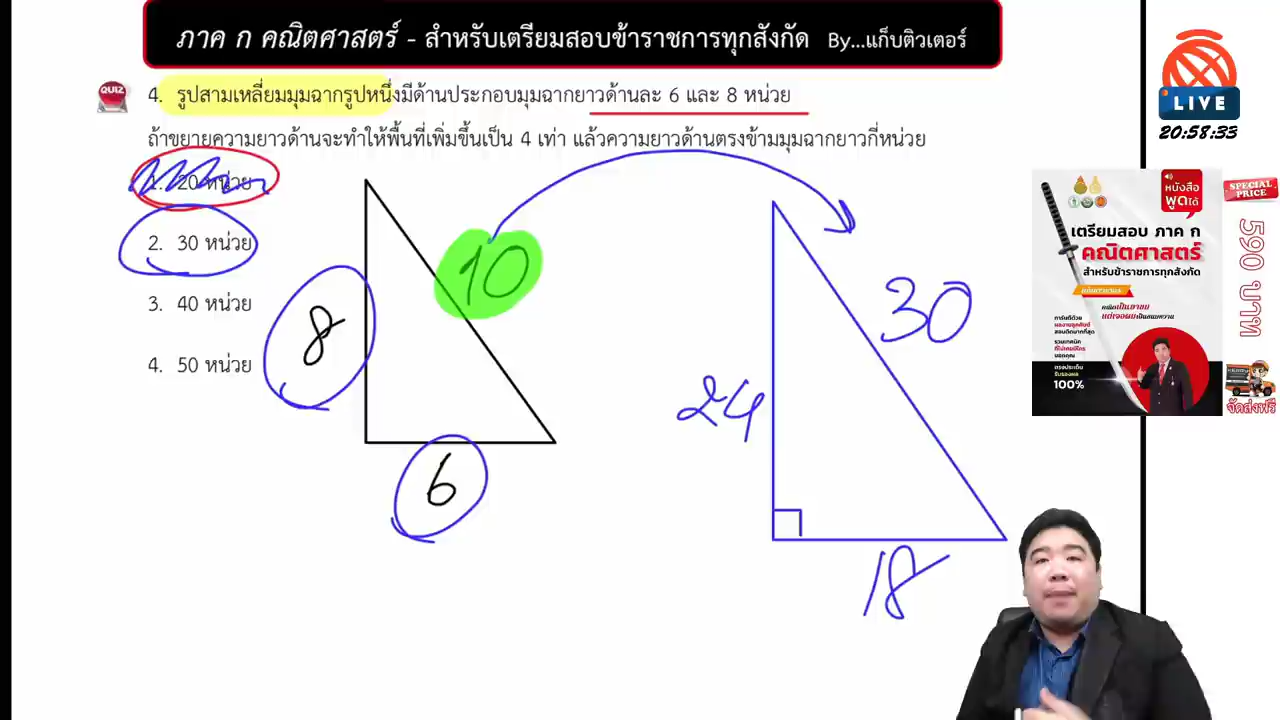 ภาค ก คณิตศาสตร์ - สำหรับเตรียมสอบข้าราชการทุกสังกัด By...แก็บติวเตอร์
QUIZ
4. รูปสามเหลี่ยมมุมฉากรูปหนึ่งมีด้านประกอบมุมฉากยาวด้านละ 6 และ 8 หน่วย
ถ้าขยายความยาวด้านจะทำให้พื้นที่เพิ่มขึ้นเป็น 4 เท่า แล้วความยาวด้านตรงข้ามมุมฉากยาวกี่หน่วย
1. 20 หน่วย
2. 30 หน่วย
3. 40 หน่วย
4. 50 หน่วย
8
10
6
24
30
18
LIVE
20:58:33
หนังสือ
พูดได้
เตรียมสอบ ภาค ก
คณิตศาสตร์
สำหรับข้าราชการทุกสังกัด
100%
SPECIAL
PRICE
590 บาท
จัดส่งฟรี